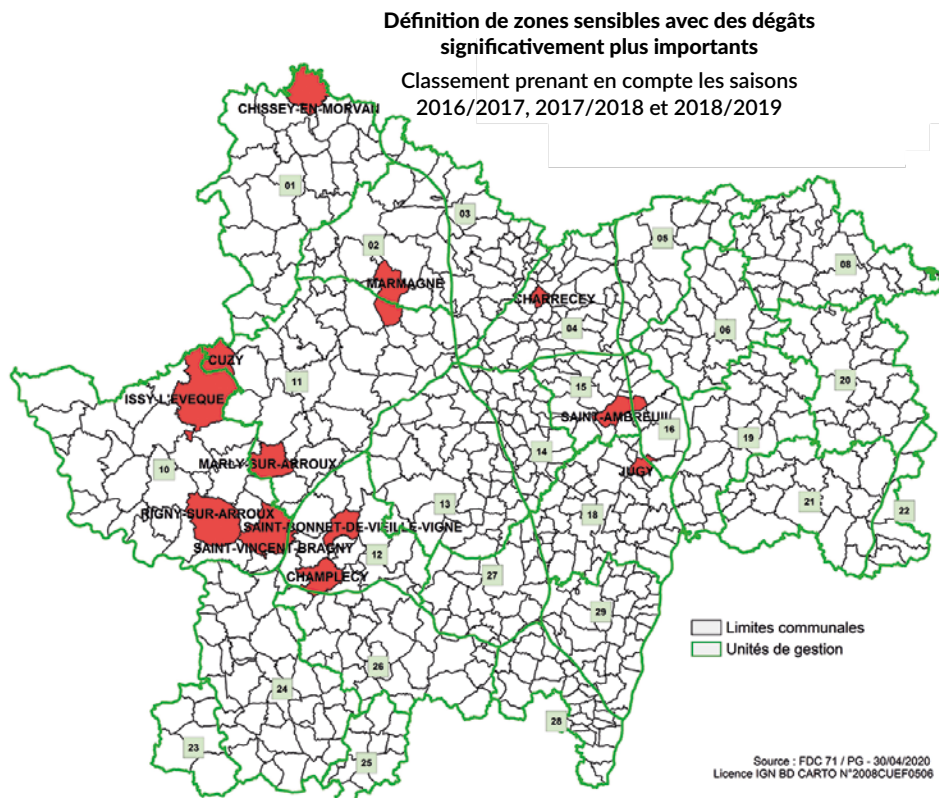 Définition de zones sensibles avec des dégâts
significativement plus importants
Classement prenant en compte les saisons
2016/2017, 2017/2018 et 2018/2019
CHISSEY-EN-MORVAN
01
03
02
05
08
MARMAGNE
CHARRECEY
04
06
CUZY
11
15
20
ISSY-L'EVEQUE
SAINT-AMBREUIL
16
19
14
10
MARLY-SUR-ARROUX
JUGY
21
13
22
RIGNY-SUR-ARROUX
18
SAINT-BONNET-DE-VIEILLE-VIGNE
SAINT-VINCENT-BRAGNY
12
CHAMPLECY
27
29
Limites communales
Unités de gestion
26
24
28
23
25
Source : FDC 71 / PG - 30/04/2020
Licence IGN BD CARTO N°2008CUEF0506